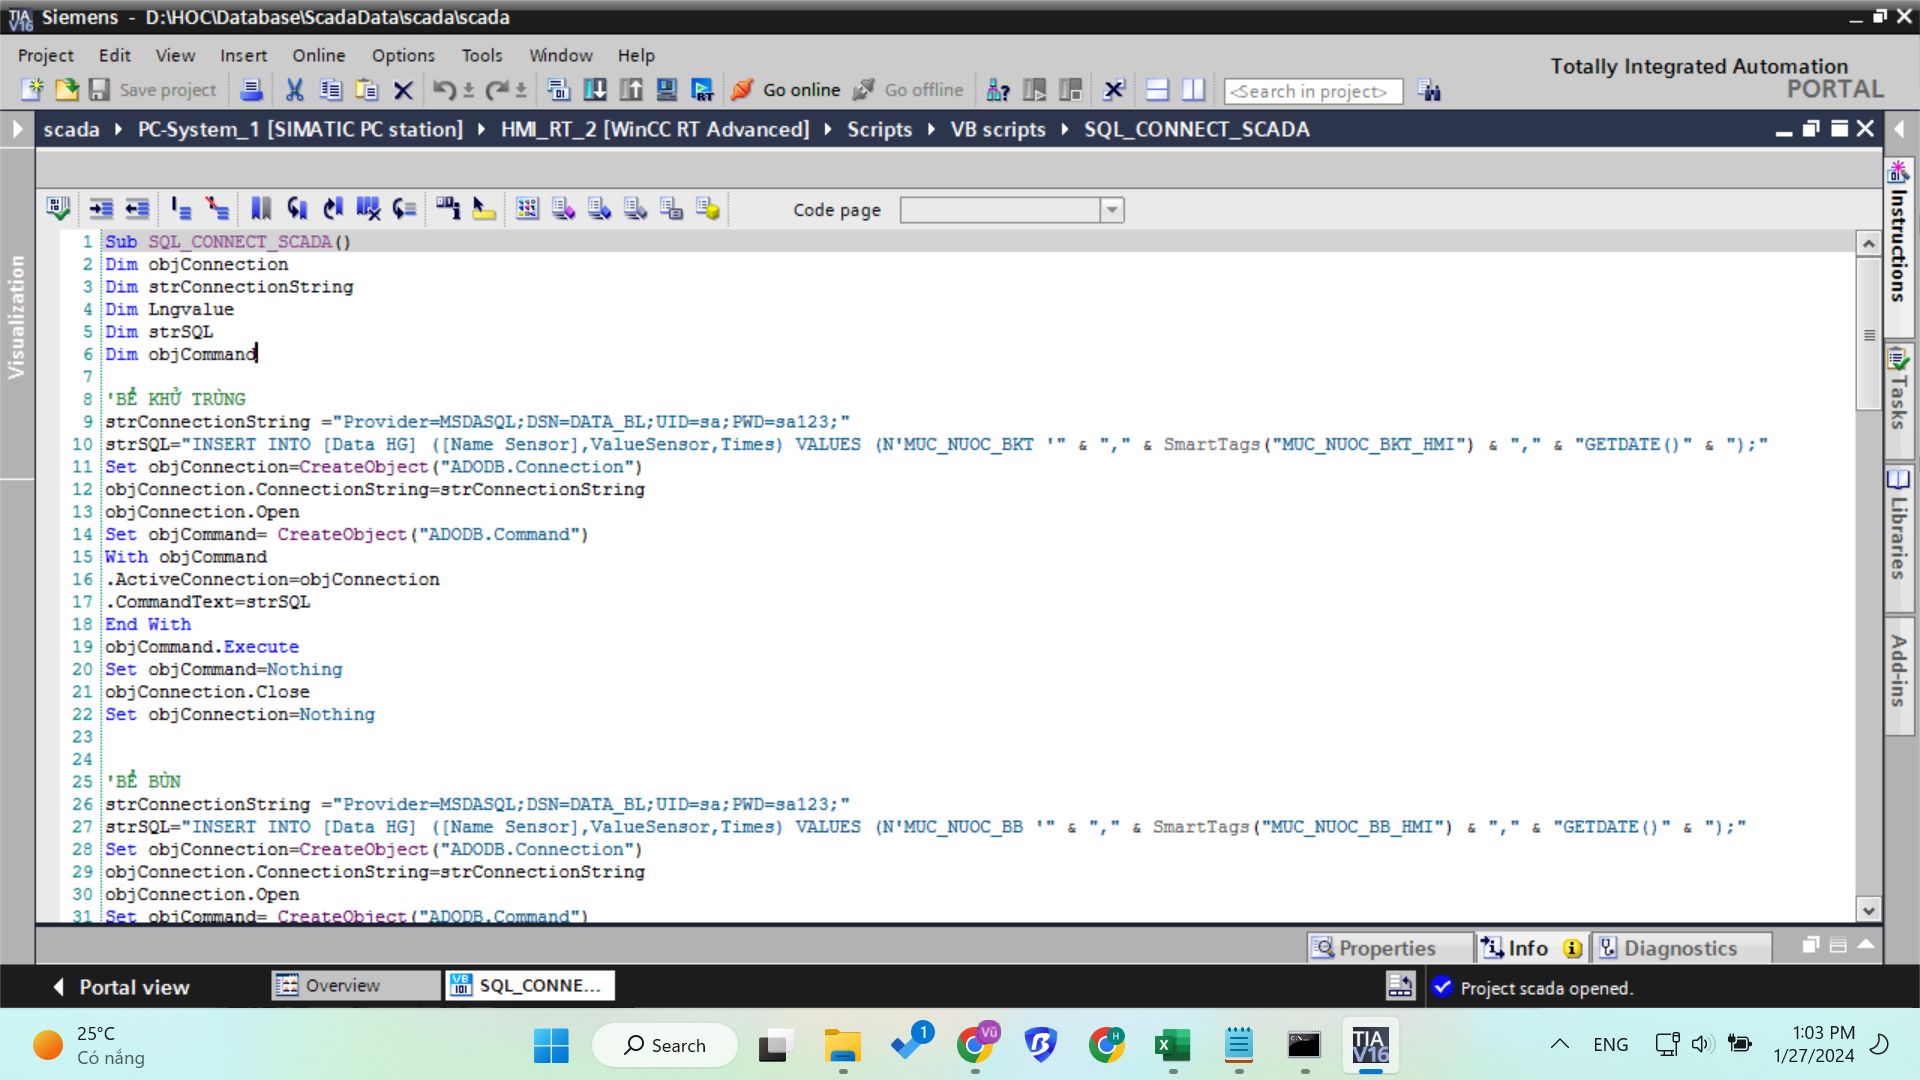 TIA V16 Siemens - D:\HOC\Database\ScadaData\scada\scada
Project Edit View Insert Online Options Tools Window Help
Totally Integrated Automation
PORTAL
Save project Go online Go offline <Search in project>
scada PC-System_1 [SIMATIC PC station] HMI_RT_2 [WinCC RT Advanced] Scripts VB scripts SQL_CONNECT_SCADA
Visualization
Code page
1 Sub SQL_CONNECT_SCADA()
2 Dim objConnection
3 Dim strConnectionString
4 Dim Lngvalue
5 Dim strSQL
6 Dim objCommand
7
8 'BỂ KHỬ TRÙNG
9 strConnectionString ="Provider=MSDASQL;DSN=DATA_BL;UID=sa;PWD=sa123;"
10 strSQL="INSERT INTO [Data HG] ([Name Sensor],ValueSensor,Times) VALUES (N'MUC_NUOC_BKT '" & "," & SmartTags("MUC_NUOC_BKT_HMI") & "," & "GETDATE()" & ");"
11 Set objConnection=CreateObject("ADODB.Connection")
12 objConnection.ConnectionString=strConnectionString
13 objConnection.Open
14 Set objCommand= CreateObject("ADODB.Command")
15 With objCommand
16 .ActiveConnection=objConnection
17 .CommandText=strSQL
18 End With
19 objCommand.Execute
20 Set objCommand=Nothing
21 objConnection.Close
22 Set objConnection=Nothing
23
24
25 'BỂ BÙN
26 strConnectionString ="Provider=MSDASQL;DSN=DATA_BL;UID=sa;PWD=sa123;"
27 strSQL="INSERT INTO [Data HG] ([Name Sensor],ValueSensor,Times) VALUES (N'MUC_NUOC_BB '" & "," & SmartTags("MUC_NUOC_BB_HMI") & "," & "GETDATE()" & ");"
28 Set objConnection=CreateObject("ADODB.Connection")
29 objConnection.ConnectionString=strConnectionString
30 objConnection.Open
31 Set objCommand= CreateObject("ADODB.Command")
Instructions
Tasks
Libraries
Add-ins
Properties Info Diagnostics
Portal view Overview SQL_CONNE... Project scada opened.
25°C
Có nắng
Search
1
Vũ
H
TIA V16
ENG
1:03 PM
1/27/2024